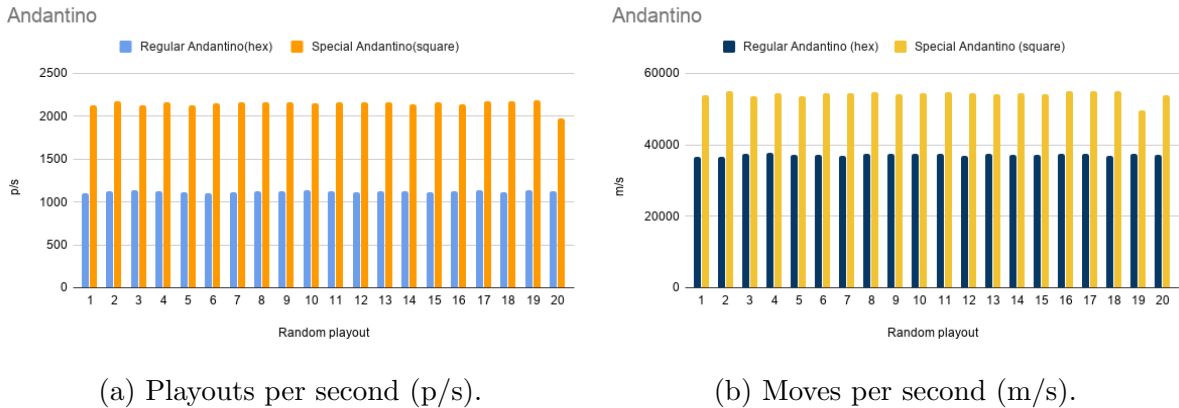 Andantino
Regular Andantino(hex) Special Andantino(square)
2500
2000
1500
1000
500
0
p/s
1 2 3 4 5 6 7 8 9 10 11 12 13 14 15 16 17 18 19 20
Random playout
(a) Playouts per second (p/s).
Andantino
Regular Andantino (hex) Special Andantino (square)
60000
40000
20000
0
m/s
1 2 3 4 5 6 7 8 9 10 11 12 13 14 15 16 17 18 19 20
Random playout
(b) Moves per second (m/s).